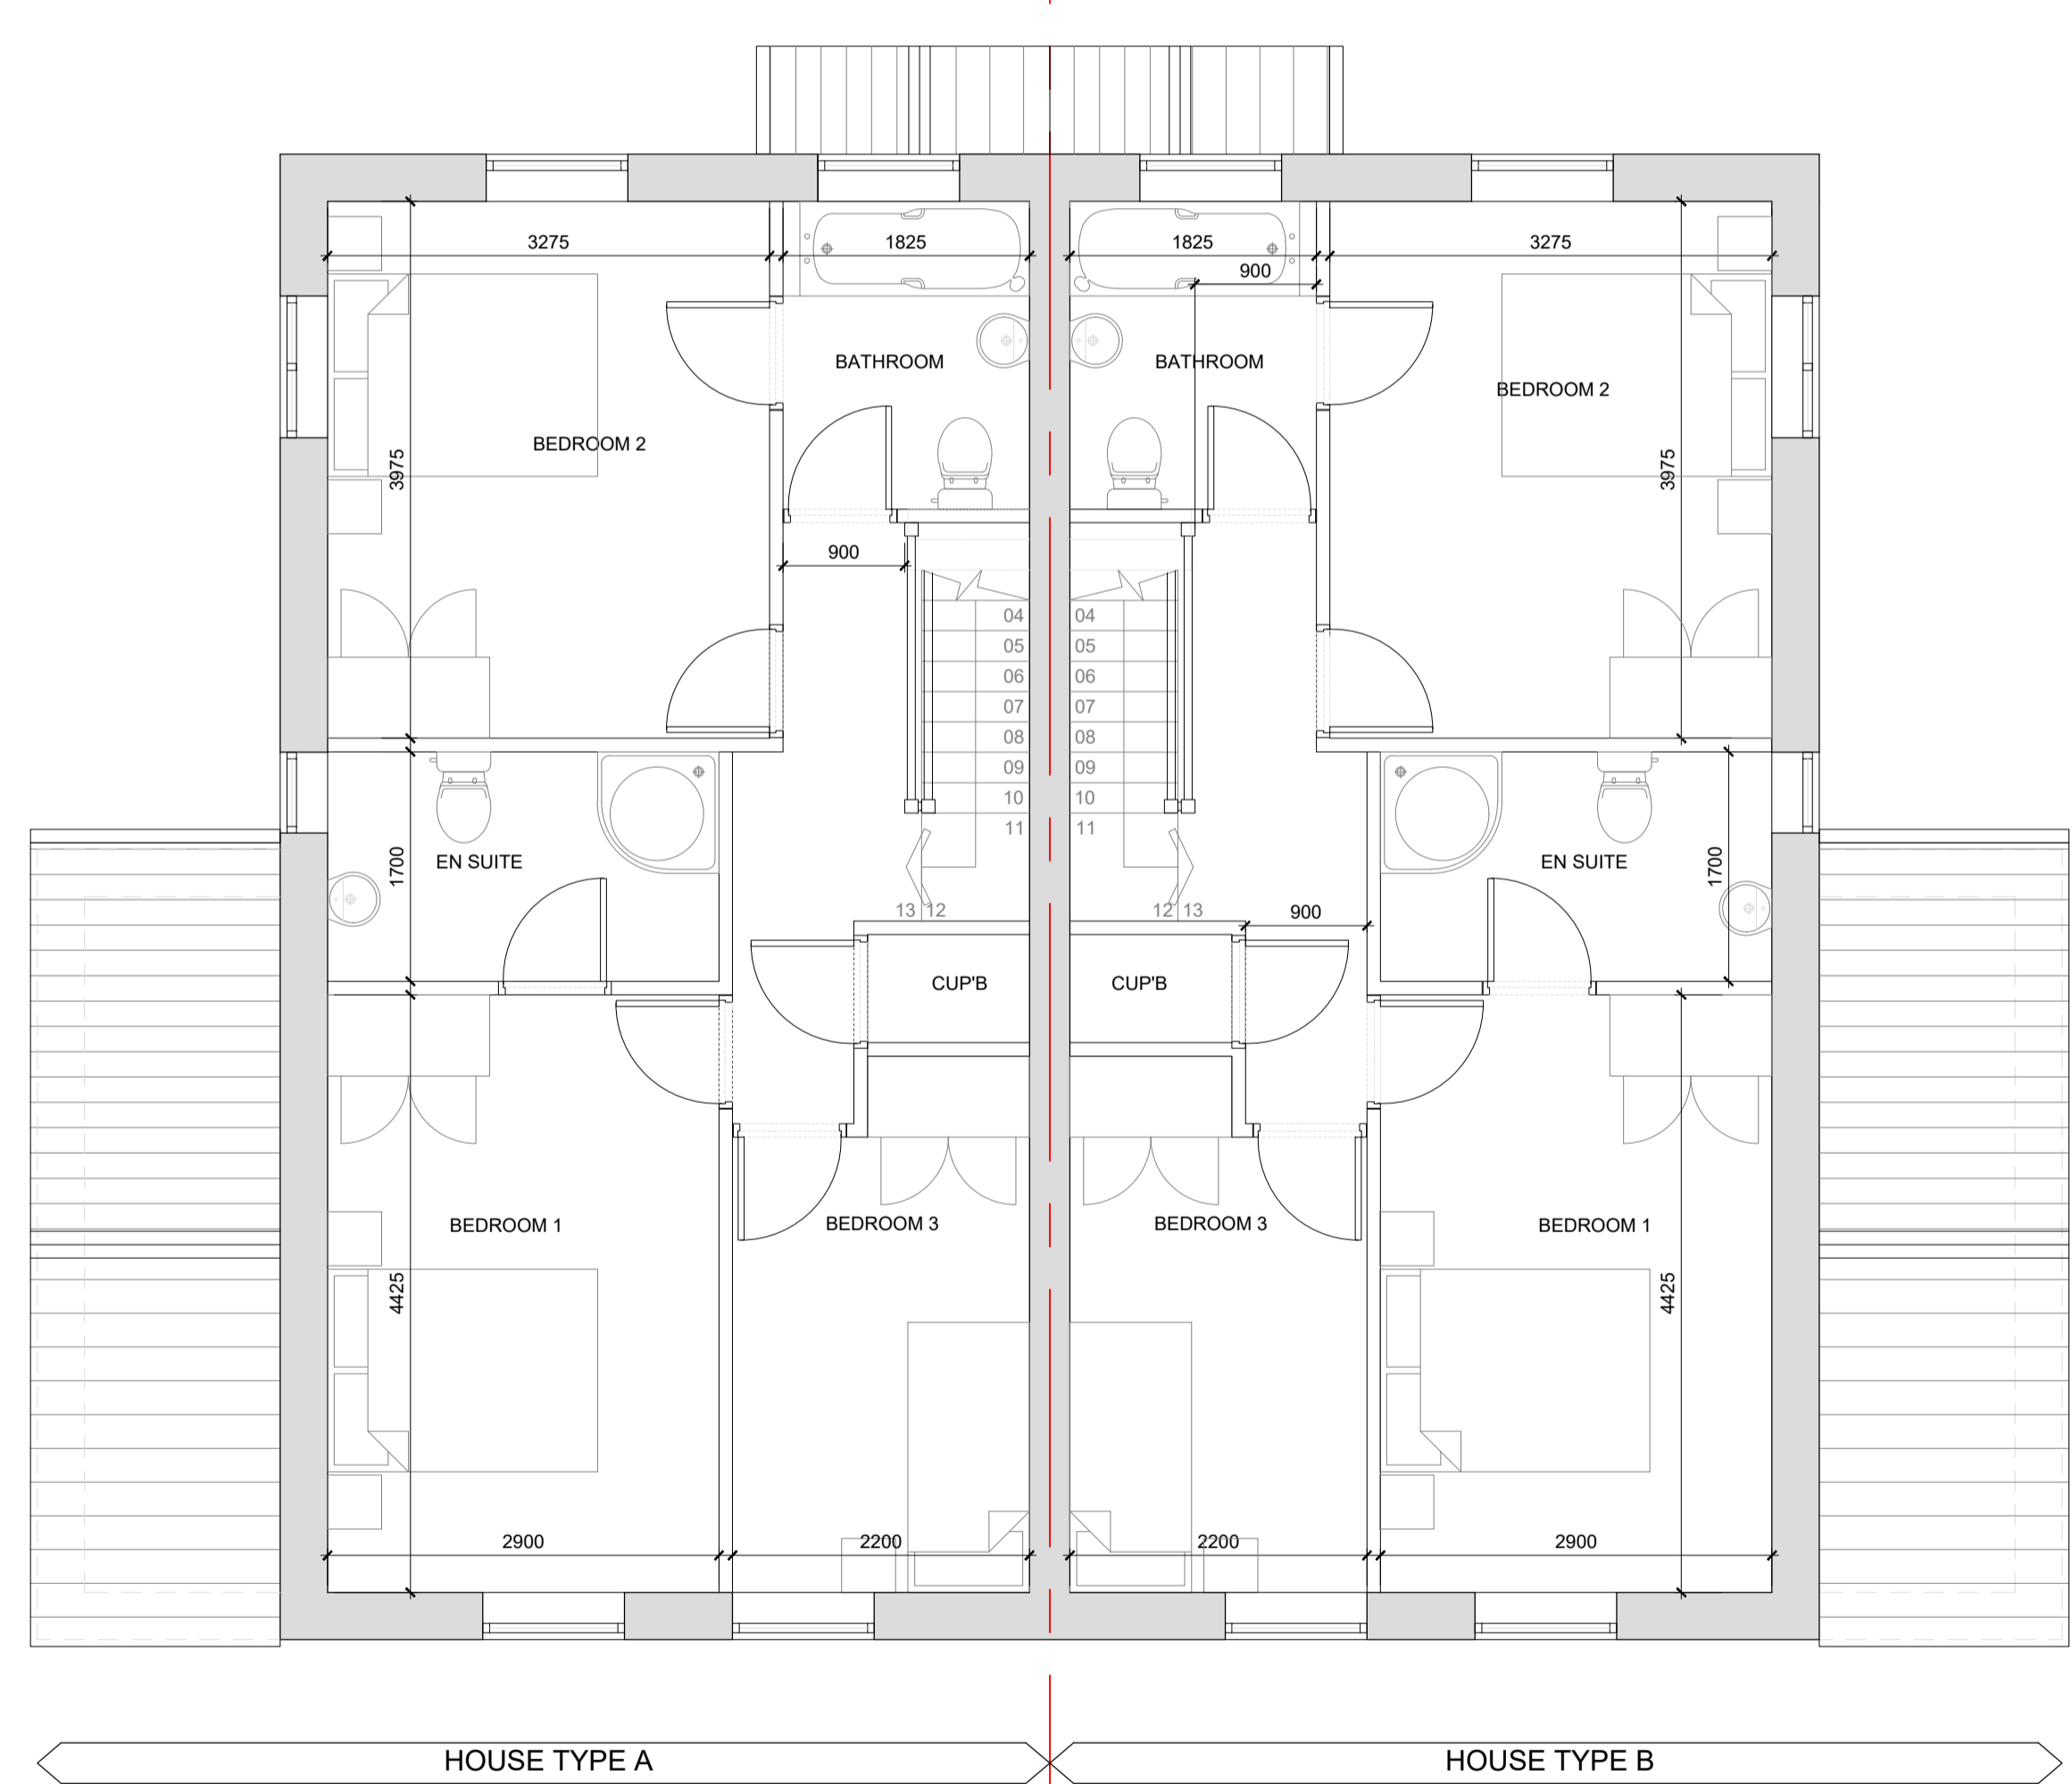 3275 1825 1825 3275
900
BATHROOM BATHROOM
BEDROOM 2
BEDROOM 2
3975 3975
900
04 04
05 05
06 06
07 07
08 08
09 09
10 10
11 11
EN SUITE EN SUITE
1700 1700
13 12 12 13
900
CUP'B CUP'B
BEDROOM 1 BEDROOM 3 BEDROOM 3 BEDROOM 1
4425 4425
2900 2200 2200 2900
HOUSE TYPE A HOUSE TYPE B